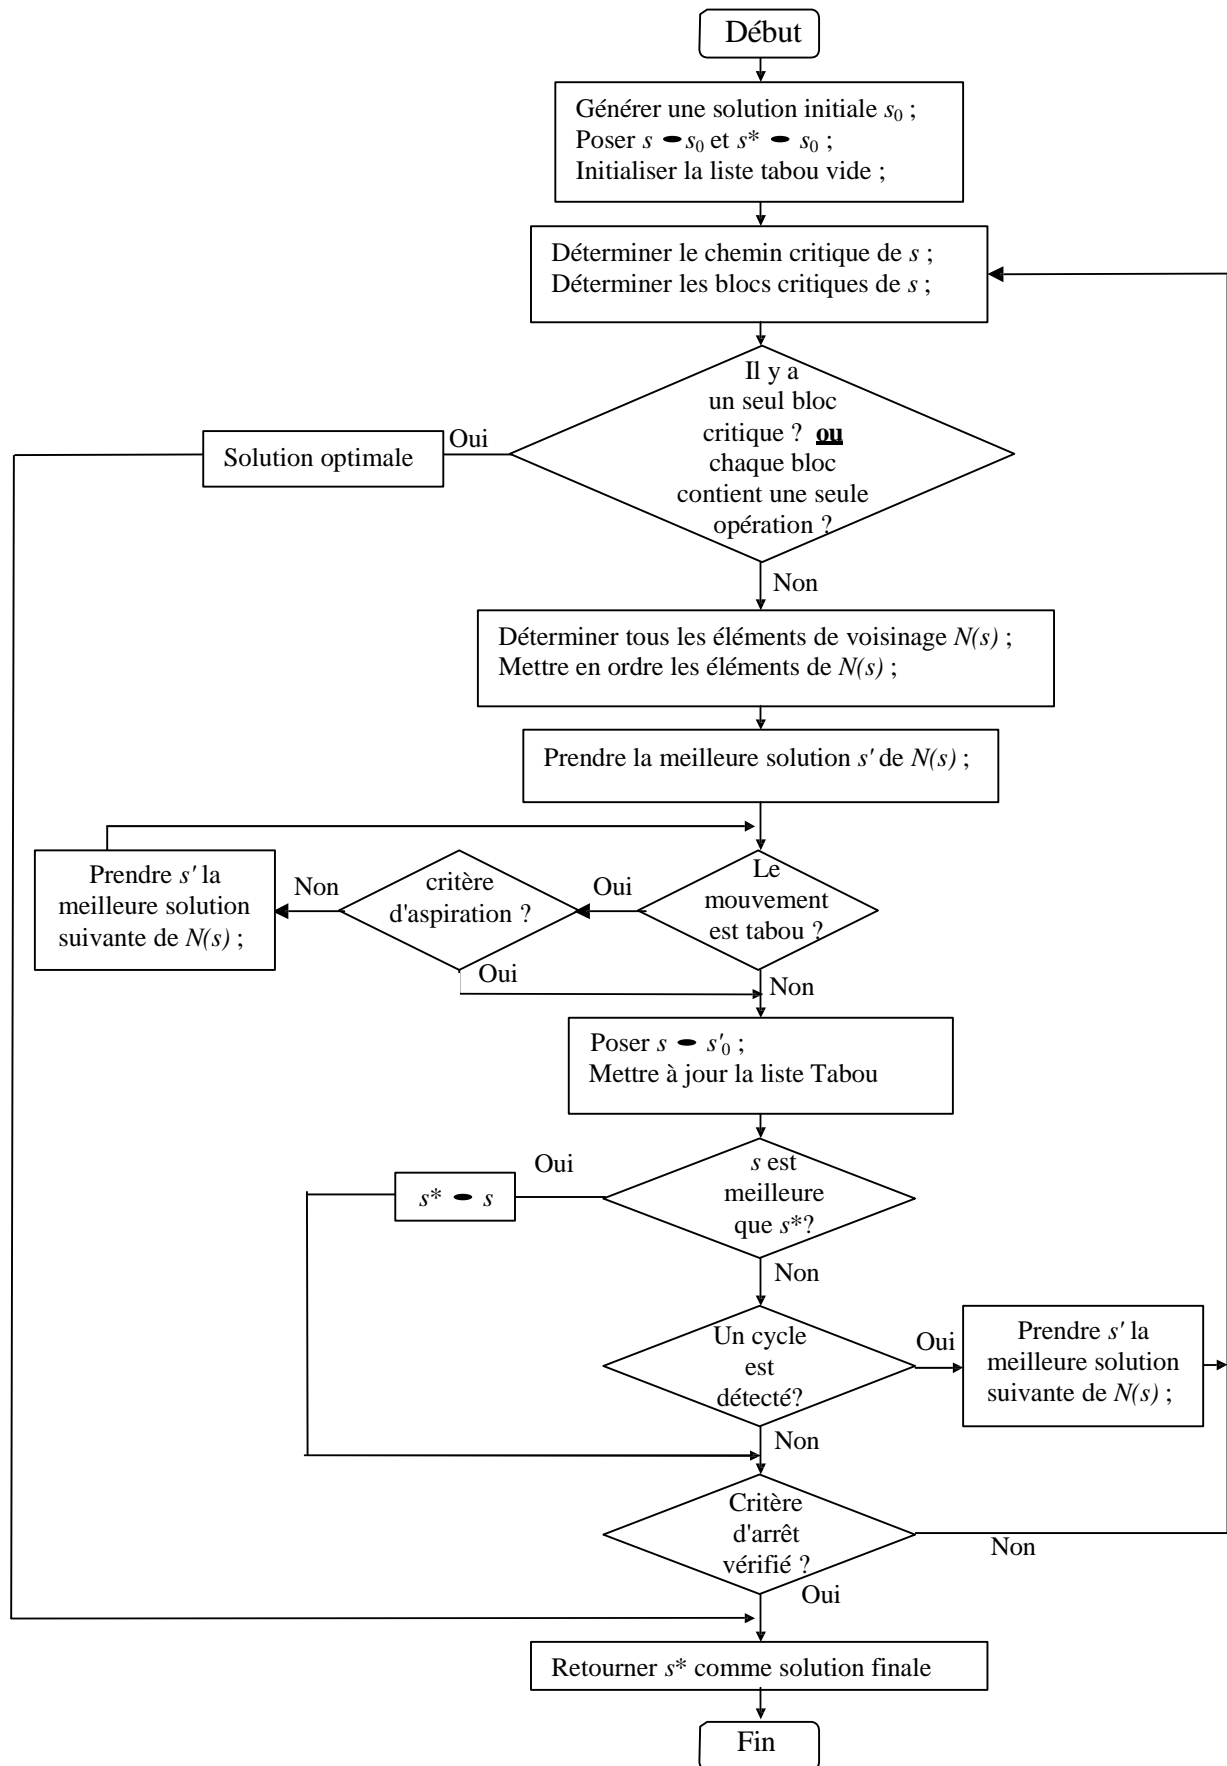 Début
Générer une solution initiale s0 ;
Poser s ⬬ s0 et s* ⬬ s0 ;
Initialiser la liste tabou vide ;
Déterminer le chemin critique de s ;
Déterminer les blocs critiques de s ;
Il y a
un seul bloc
critique ? ou
chaque bloc
contient une seule
opération ?
Oui
Solution optimale
Non
Déterminer tous les éléments de voisinage N(s) ;
Mettre en ordre les éléments de N(s) ;
Prendre la meilleure solution s' de N(s) ;
Le
mouvement
est tabou ?
Oui
critère
d'aspiration ?
Non
Prendre s' la
meilleure solution
suivante de N(s) ;
Oui
Non
Poser s ⬬ s'0 ;
Mettre à jour la liste Tabou
s est
meilleure
que s*?
Oui
s* ⬬ s
Non
Un cycle
est
détecté?
Oui
Prendre s' la
meilleure solution
suivante de N(s) ;
Non
Critère
d'arrêt
vérifié ?
Non
Oui
Retourner s* comme solution finale
Fin